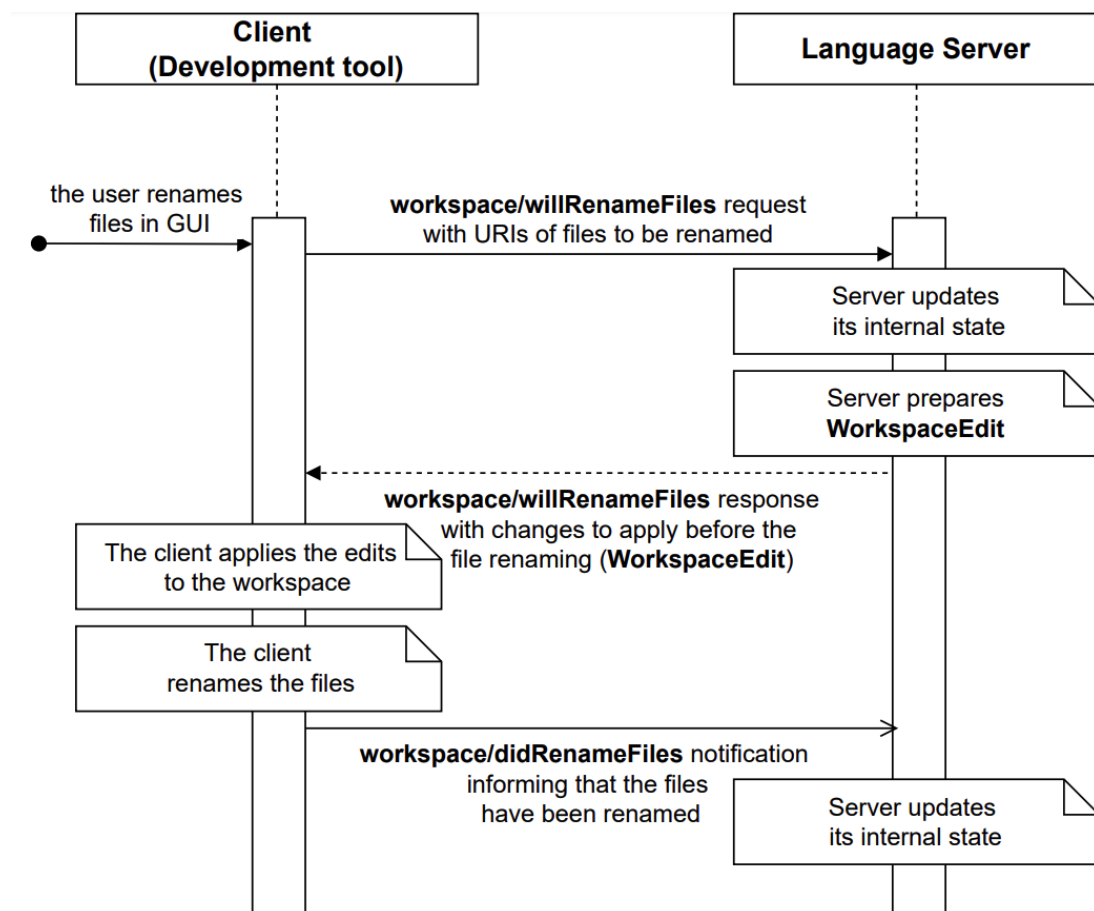 Client
(Development tool)
Language Server
the user renames
files in GUI
workspace/willRenameFiles request
with URIs of files to be renamed
Server updates
its internal state
Server prepares
WorkspaceEdit
workspace/willRenameFiles response
with changes to apply before the
file renaming (WorkspaceEdit)
The client applies the edits
to the workspace
The client
renames the files
workspace/didRenameFiles notification
informing that the files
have been renamed
Server updates
its internal state